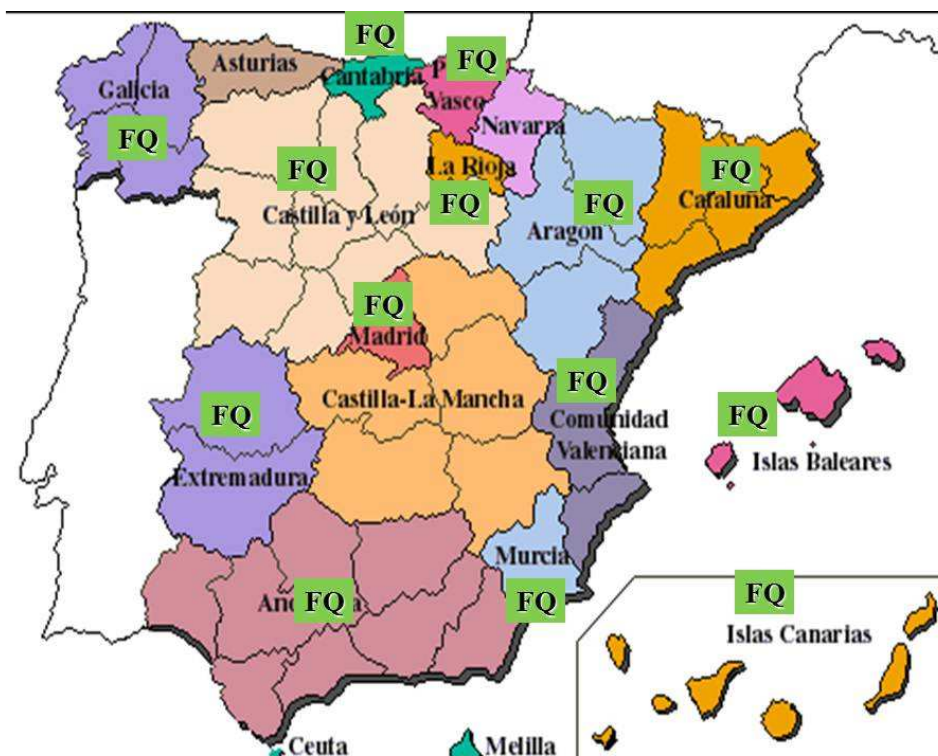 FQ
Asturias
Cantabria
FQ
Galicia
Vasco
Navarra
FQ
FQ
La Rioja
FQ
FQ
FQ
Cataluña
Castilla y León
Aragon
FQ
Madrid
FQ
FQ
Castilla-La Mancha
FQ
Comunidad
Valenciana
Islas Baleares
Extremadura
Murcia
FQ
FQ
FQ
Islas Canarias
Ceuta
Melilla